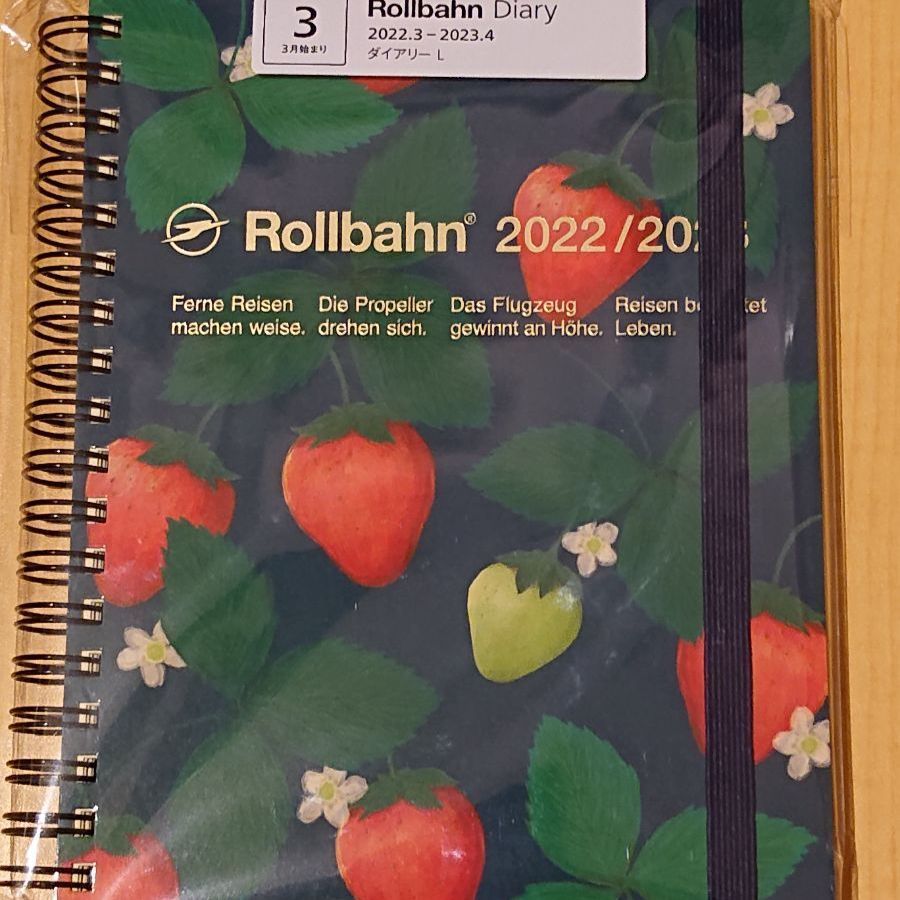 3
3月始まり
Rollbahn Diary
2022.3–2023.4
ダイアリー L
Rollbahn® 2022/20
Ferne Reisen
machen weise.
Die Propeller
drehen sich.
Das Flugzeug
gewinnt an Höhe.
Reisen
Leben.